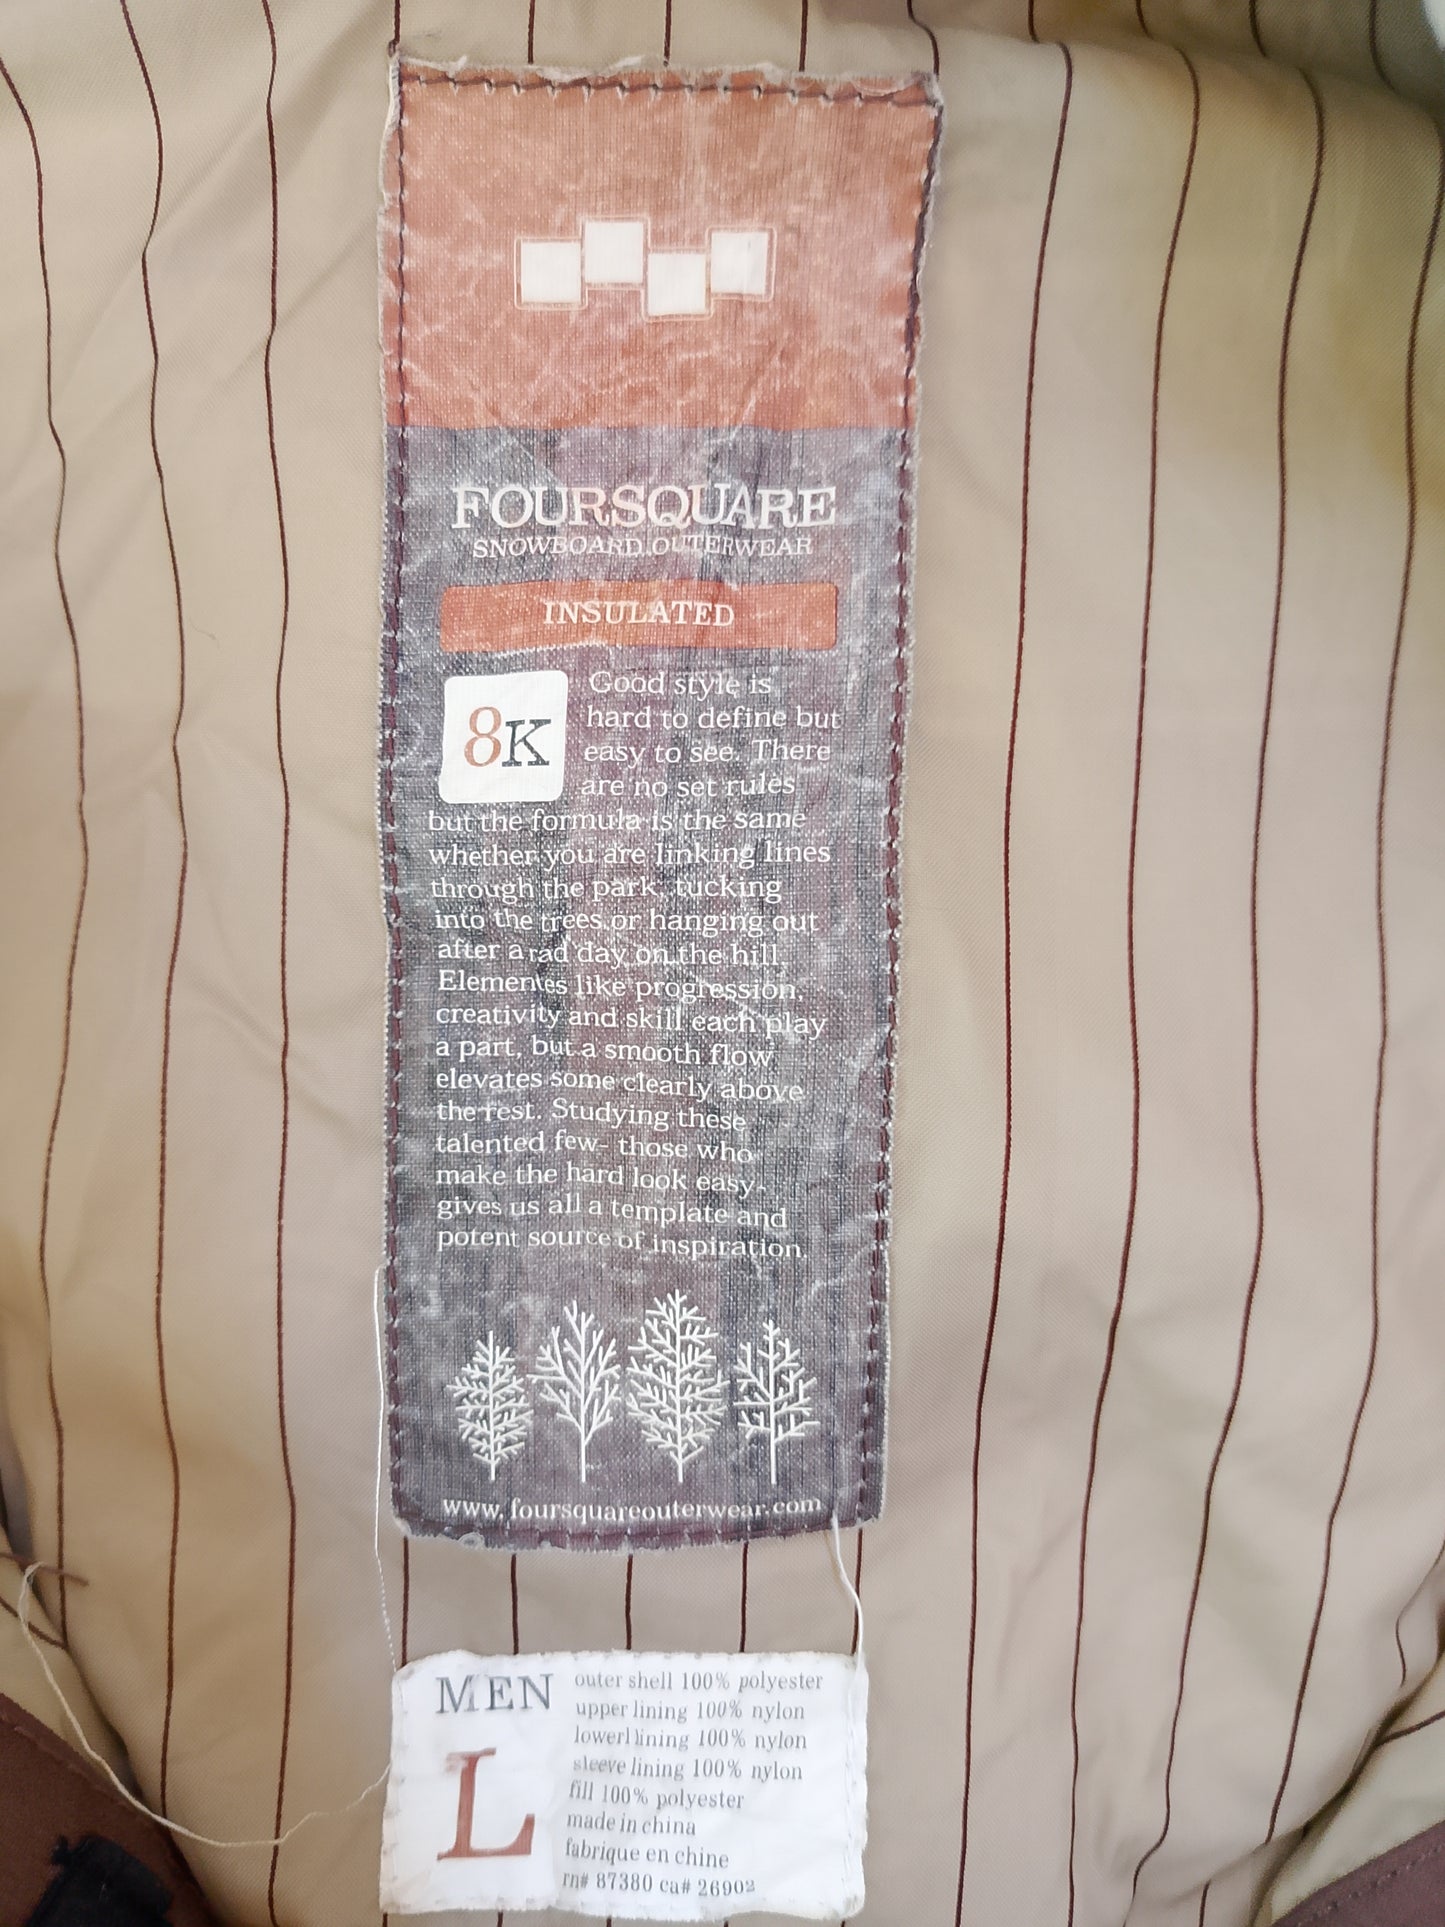 FOURSQUARE
SNOWBOARD OUTERWEAR
INSULATED
8K
Good style is
hard to define but
easy to see. There
are no set rules
but the formula is the same
whether you are linking lines
through the park, tucking
into the trees or hanging out
after a rad day on the hill.
Elementes like progression,
creativity and skill each play
a part, but a smooth flow
elevates some clearly above
the rest. Studying these
talented few- those who
make the hard look easy-
gives us all a template and
potent source of inspiration.
www.foursquareouterwear.com
MEN
L
outer shell 100% polyester
upper lining 100% nylon
lowerl lining 100% nylon
sleeve lining 100% nylon
fill 100% polyester
made in china
fabrique en chine
rn# 87380 ca# 26902